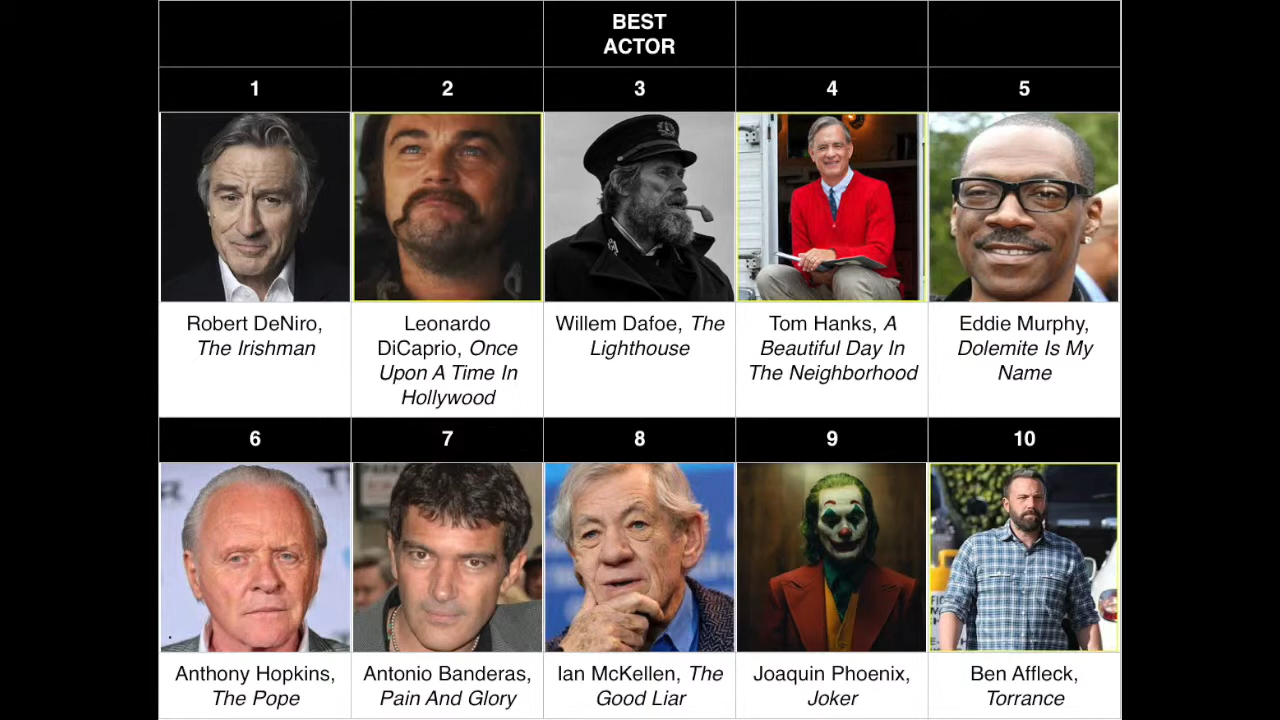 BEST
ACTOR
1 2 3 4 5
Robert DeNiro,
The Irishman
Leonardo
DiCaprio, Once
Upon A Time In
Hollywood
Willem Dafoe, The
Lighthouse
Tom Hanks, A
Beautiful Day In
The Neighborhood
Eddie Murphy,
Dolemite Is My
Name
6 7 8 9 10
Anthony Hopkins,
The Pope
Antonio Banderas,
Pain And Glory
Ian McKellen, The
Good Liar
Joaquin Phoenix,
Joker
Ben Affleck,
Torrance